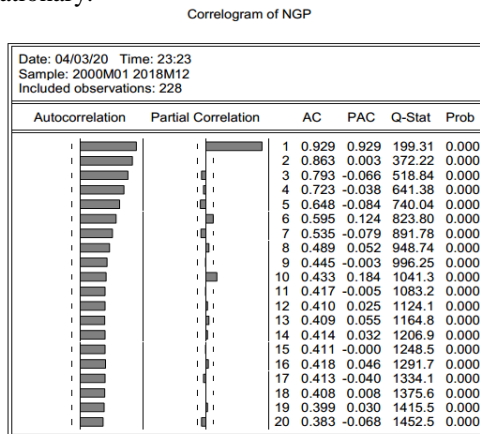 ationary.
Correlogram of NGP
Date: 04/03/20 Time: 23:23
Sample: 2000M01 2018M12
Included observations: 228
Autocorrelation Partial Correlation AC PAC Q-Stat Prob
1 0.929 0.929 199.31 0.000
2 0.863 0.003 372.22 0.000
3 0.793 -0.066 518.84 0.000
4 0.723 -0.038 641.38 0.000
5 0.648 -0.084 740.04 0.000
6 0.595 0.124 823.80 0.000
7 0.535 -0.079 891.78 0.000
8 0.489 0.052 948.74 0.000
9 0.445 -0.003 996.25 0.000
10 0.433 0.184 1041.3 0.000
11 0.417 -0.005 1083.2 0.000
12 0.410 0.025 1124.1 0.000
13 0.409 0.055 1164.8 0.000
14 0.414 0.032 1206.9 0.000
15 0.411 -0.000 1248.5 0.000
16 0.418 0.046 1291.7 0.000
17 0.413 -0.040 1334.1 0.000
18 0.408 0.008 1375.6 0.000
19 0.399 0.030 1415.5 0.000
20 0.383 -0.068 1452.5 0.000